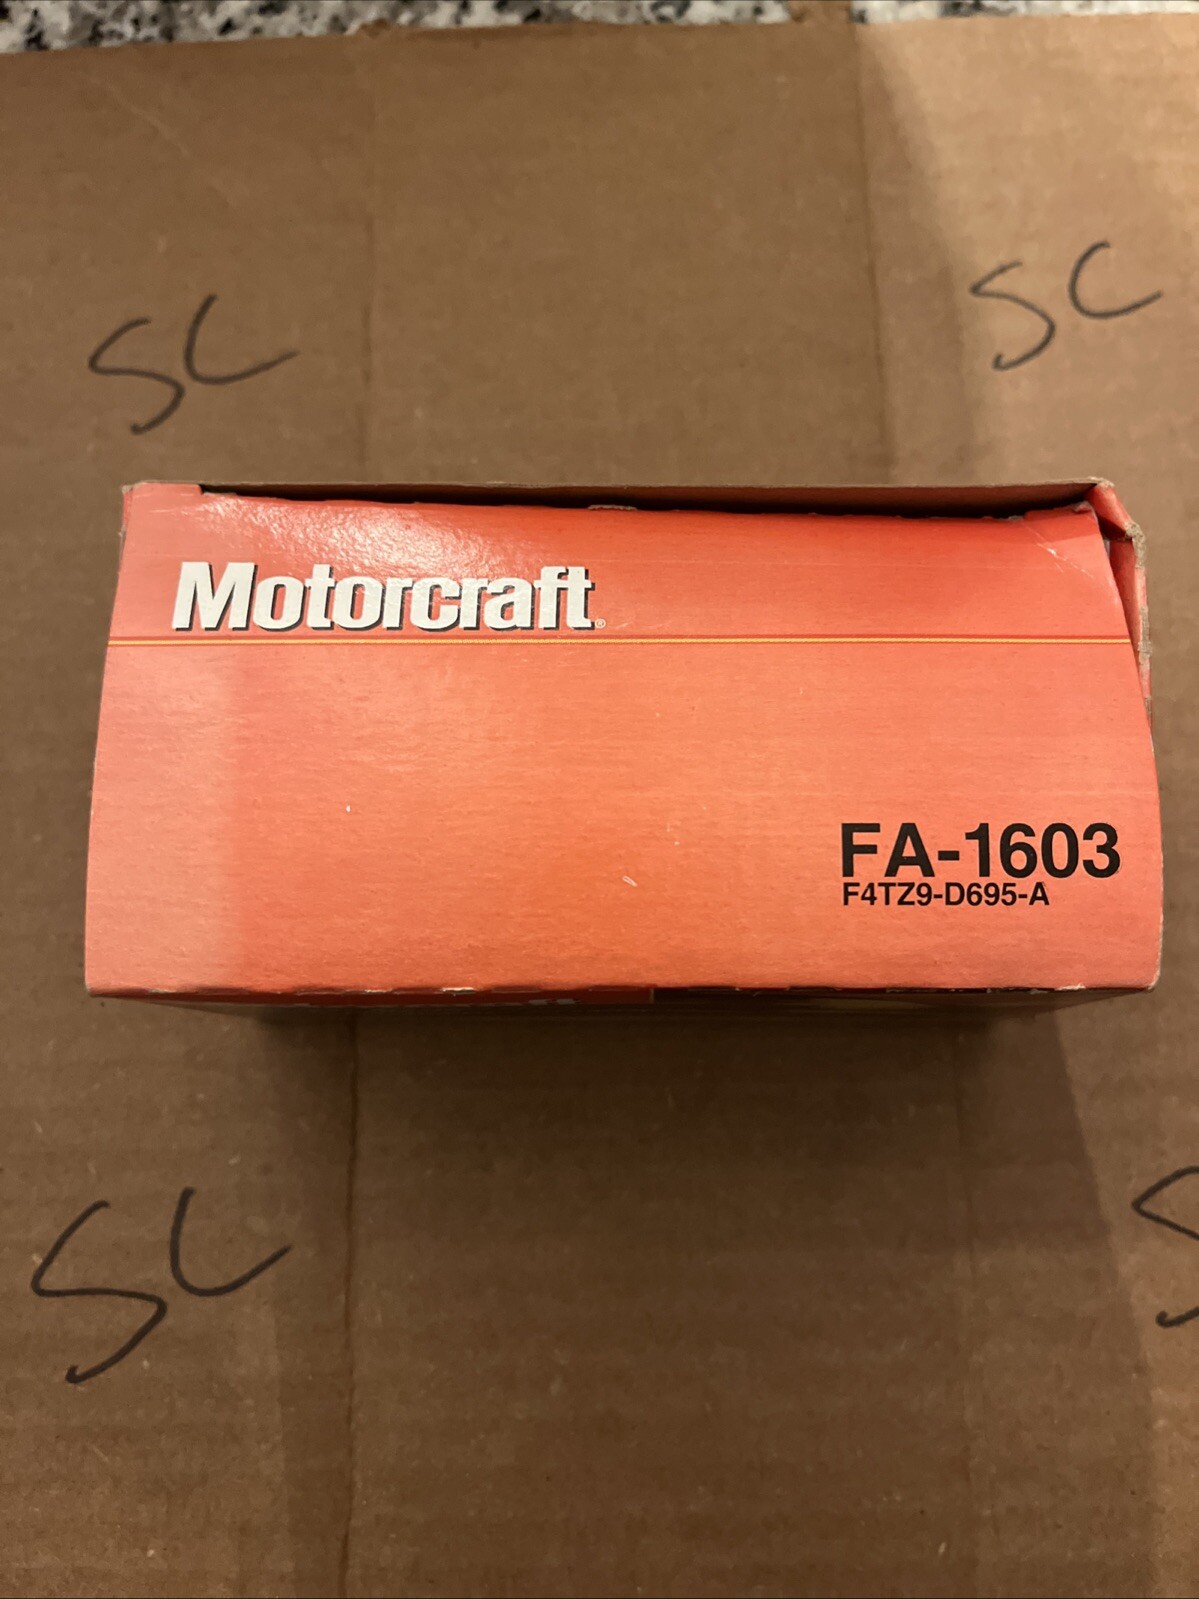 SC
SC
Motorcraft®
FA-1603
F4TZ9-D695-A
SC
S